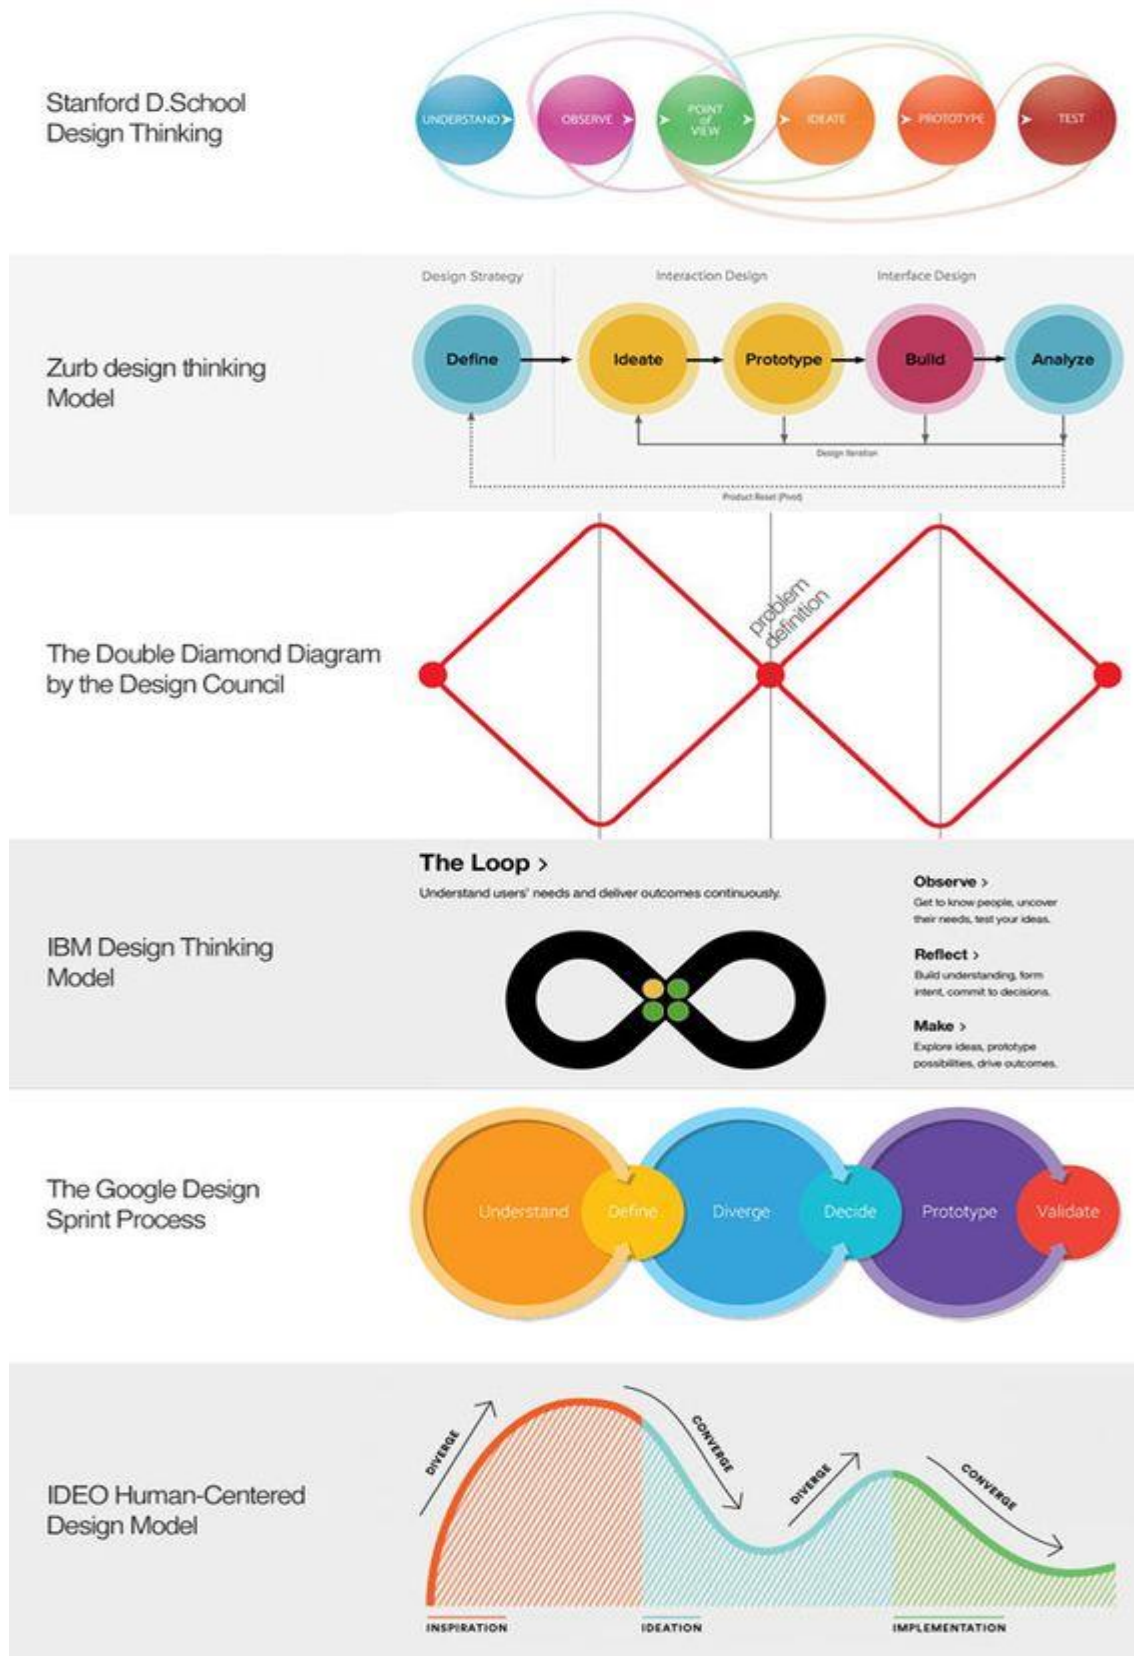 Stanford D.School
Design Thinking
UNDERSTAND
OBSERVE
POINT
of
VIEW
IDEATE
PROTOTYPE
TEST
Zurb design thinking
Model
Design Strategy
Interaction Design
Interface Design
Define
Ideate
Prototype
Build
Analyze
Design Iteration
Product Reset (Pivot)
The Double Diamond Diagram
by the Design Council
problem
definition
IBM Design Thinking
Model
The Loop >
Understand users' needs and deliver outcomes continuously.
Observe >
Get to know people, uncover
their needs, test your ideas.
Reflect >
Build understanding, form
intent, commit to decisions.
Make >
Explore ideas, prototype
possibilities, drive outcomes.
The Google Design
Sprint Process
Understand
Define
Diverge
Decide
Prototype
Validate
IDEO Human-Centered
Design Model
DIVERGE
CONVERGE
DIVERGE
CONVERGE
INSPIRATION
IDEATION
IMPLEMENTATION